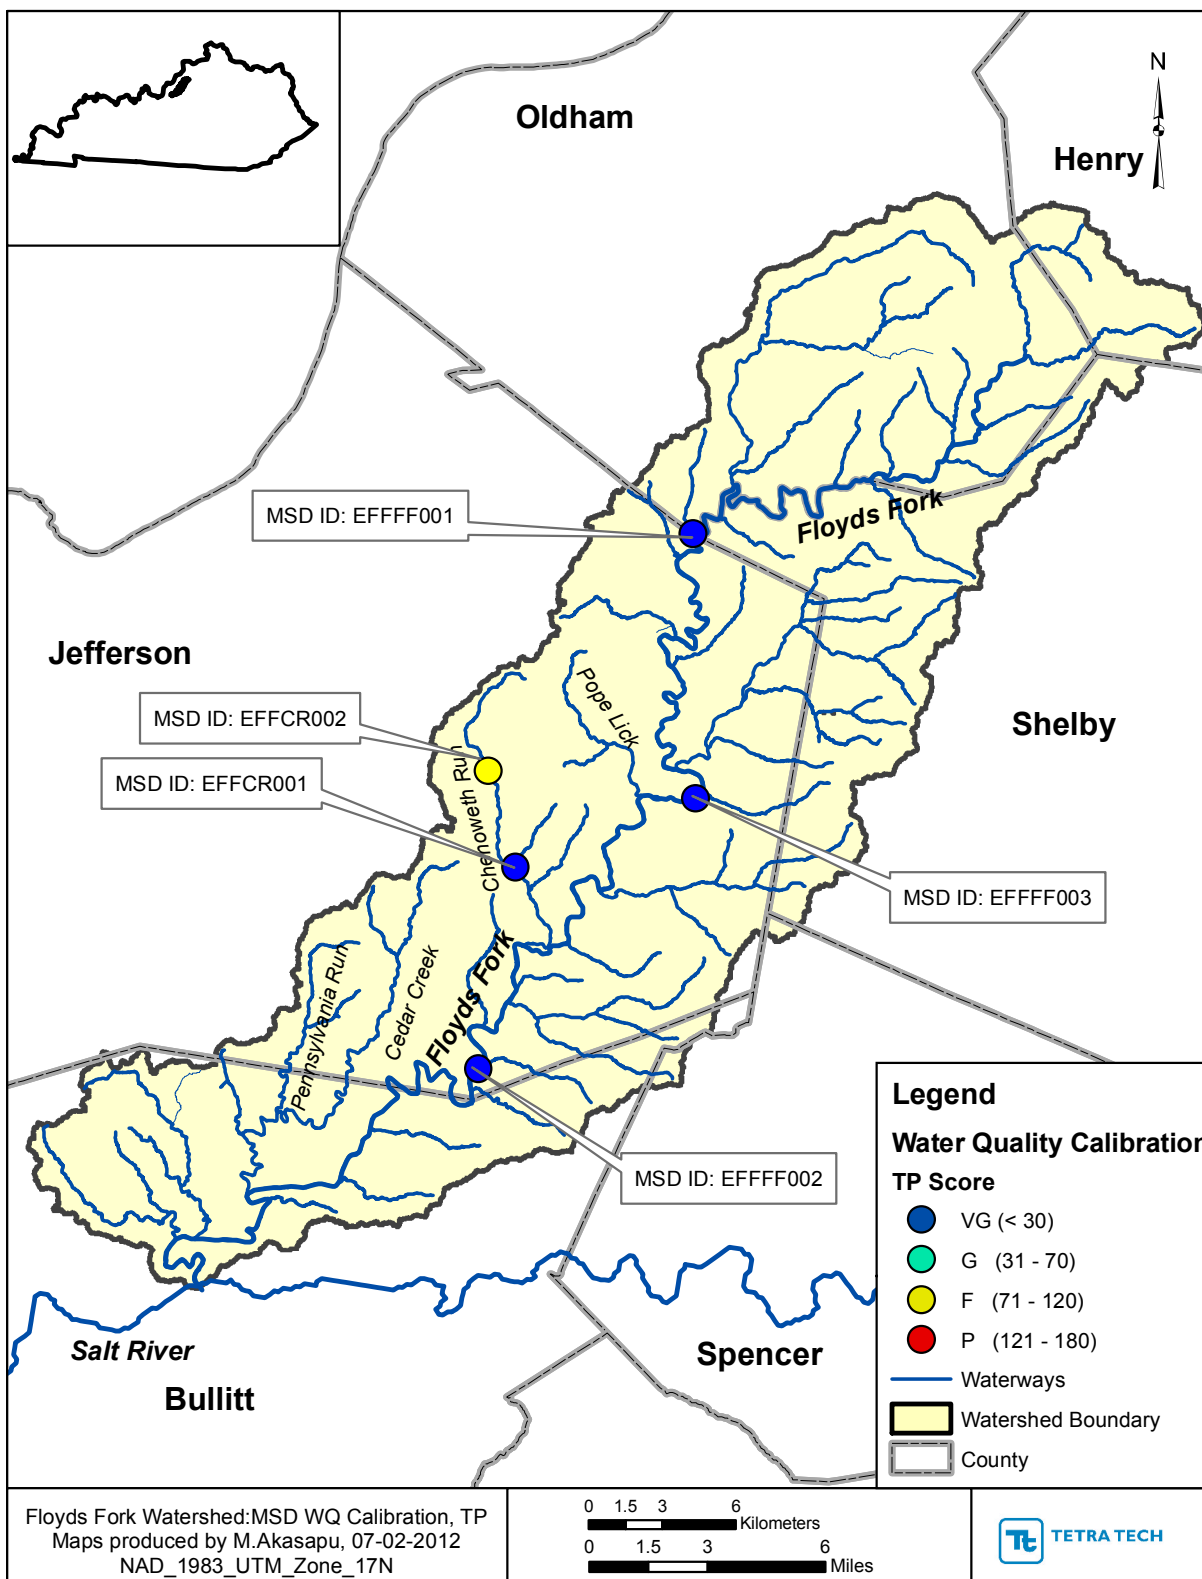 Oldham
N
Henry
MSD ID: EFFFF001
Floyds Fork
Jefferson
Pope Lick
MSD ID: EFFCR002
Shelby
MSD ID: EFFCR001
Chenoweth Run
MSD ID: EFFFF003
Pennsylvania Run
Cedar Creek
Floyds Fork
MSD ID: EFFFF002
Salt River
Bullitt
Spencer
Legend
Water Quality Calibration
TP Score
VG (< 30)
G (31 - 70)
F (71 - 120)
P (121 - 180)
Waterways
Watershed Boundary
County
Floyds Fork Watershed:MSD WQ Calibration, TP
Maps produced by M.Akasapu, 07-02-2012
NAD_1983_UTM_Zone_17N
0 1.5 3 6
Kilometers
0 1.5 3 6
Miles
Tt TETRA TECH